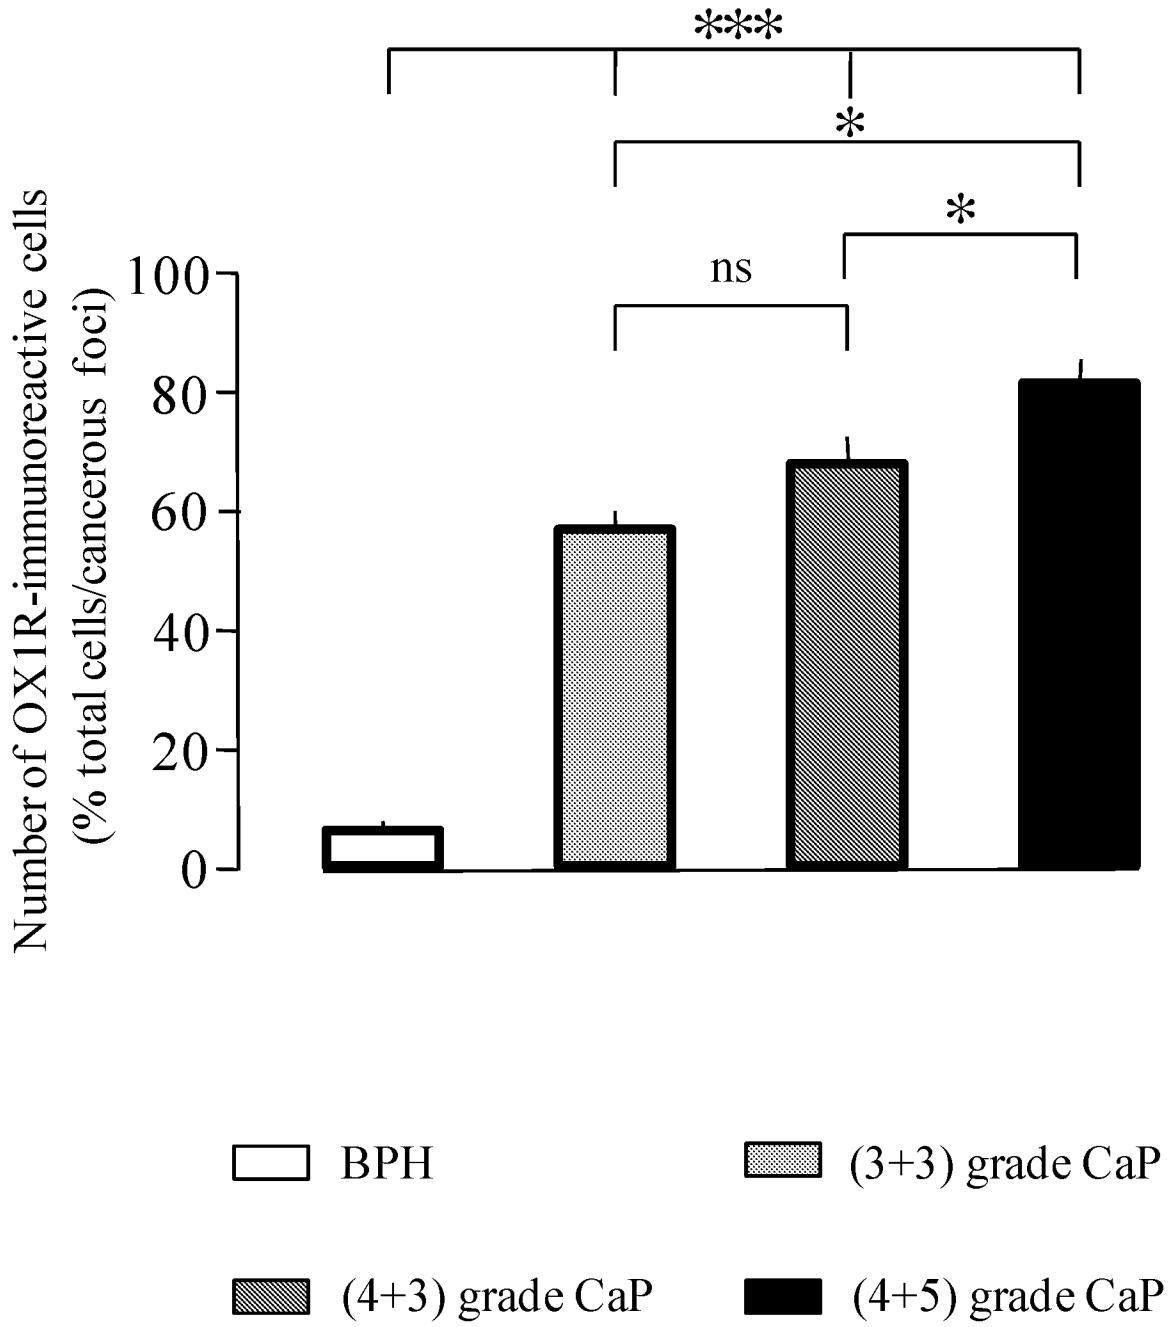 ***
*
*
ns
Number of OX1R-immunoreactive cells
(% total cells/cancerous foci)
100
80
60
40
20
0
BPH
(3+3) grade CaP
(4+3) grade CaP
(4+5) grade CaP